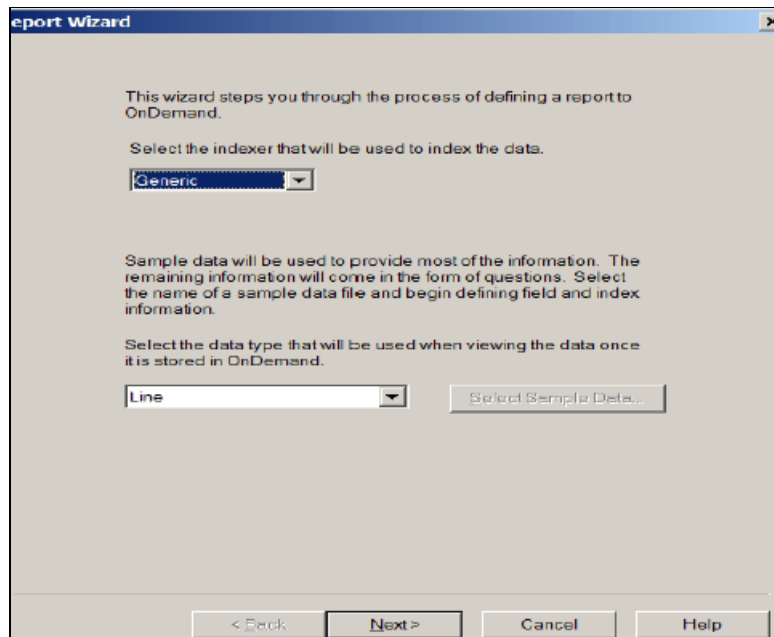 eport Wizard
This wizard steps you through the process of defining a report to
OnDemand.
Select the indexer that will be used to index the data.
Generic
Sample data will be used to provide most of the information. The
remaining information will come in the form of questions. Select
the name of a sample data file and begin defining field and index
information.
Select the data type that will be used when viewing the data once
it is stored in OnDemand.
Line
Select Sample Data...
< Back
Next >
Cancel
Help